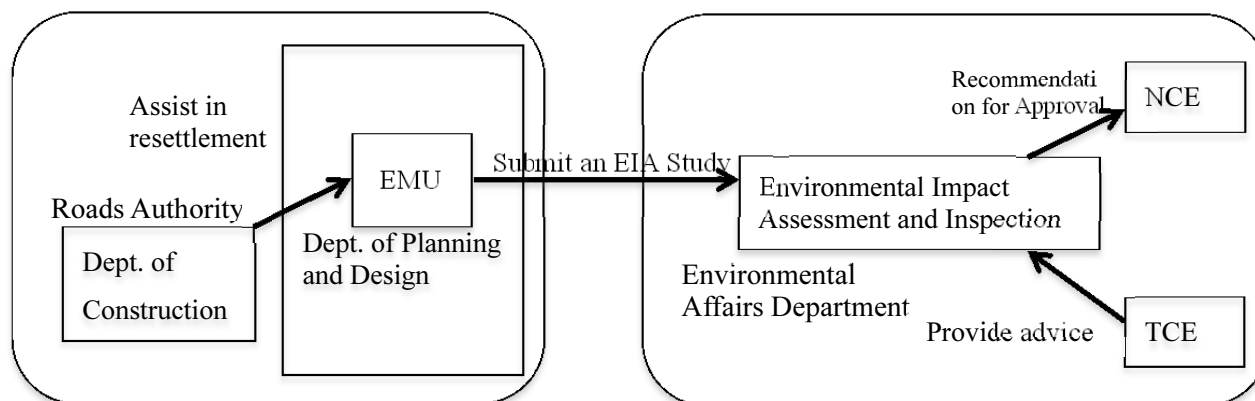 Assist in
resettlement
EMU
Roads Authority
Dept. of
Construction
Dept. of Planning
and Design
Submit an EIA Study
Recommendati
on for Approval
NCE
Environmental Impact
Assessment and Inspection
Environmental
Affairs Department
Provide advice
TCE